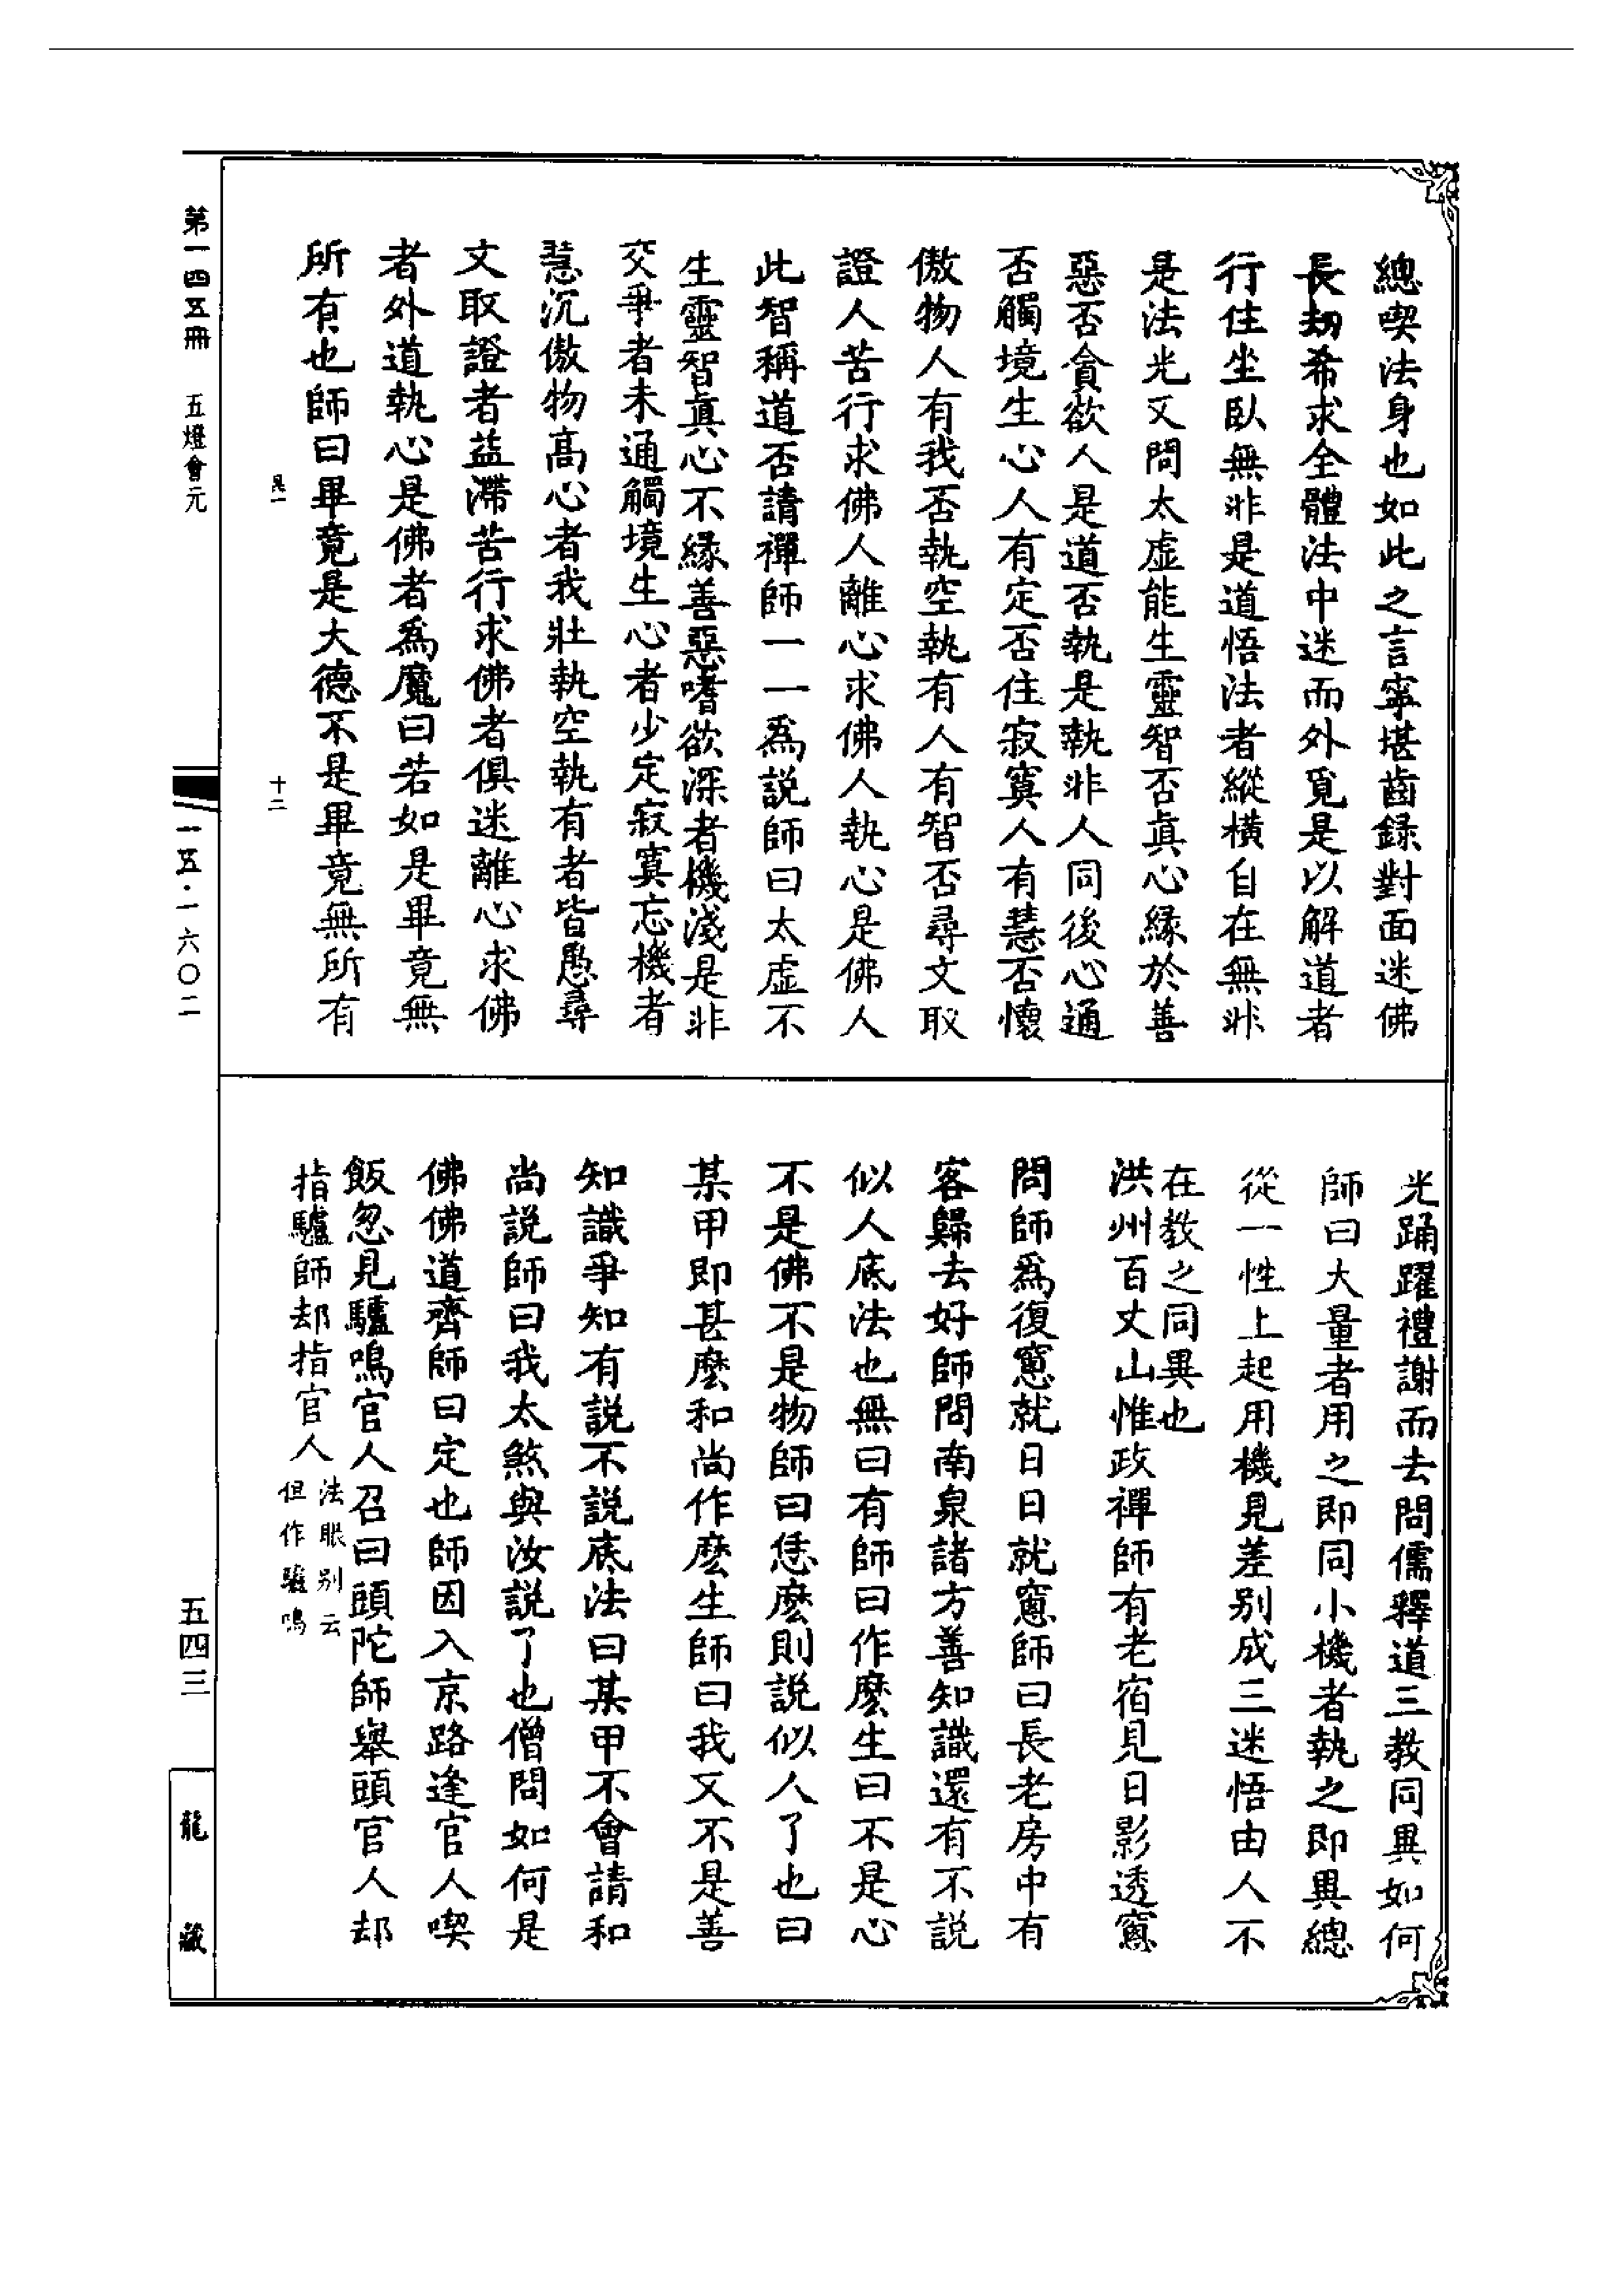 總喫法身也如此之言寧堪齒録對面迷佛
長劫希求全體法中迷而外覓是以解道者
行住坐臥無非是道悟法者縱横自在無非
是法光又問太虛能生靈智否眞心緣於善
惡否貪欲人是道否執是執非人同後心通
否觸境生心人有定否住寂寞人有慧否懷
傲物人有我否執空執有人有智否尋文取
證人苦行求佛人離心求佛人執心是佛人
此智稱道否請禪師一一爲説師曰太虛不
生靈智眞心不緣善惡嗜欲深者機淺是非
交爭者未通觸境生心者少定寂寞忘機者
慧沉傲物高心者我壯執空執有者皆愚尋
文取證者益滯苦行求佛者俱迷離心求佛
者外道執心是佛者爲魔曰若如是畢竟無
所有也師曰畢竟是大德不是畢竟無所有
光踊躍禮謝而去問儒釋道三教同異如何
師曰大量者用之即同小機者執之即異總
從一性上起用機見差别成三迷悟由人不
在教之同異也
洪州百丈山惟政禪師有老宿見日影透窻
問師爲復窻就日日就窻師曰長老房中有
客歸去好師問南泉諸方善知識還有不説
似人底法也無曰有師曰作麽生曰不是心
不是佛不是物師曰恁麽則説似人了也曰
某甲即甚麽和尚作麽生師曰我又不是善
知識爭知有説不説底法曰某甲不會請和
尚説師曰我太煞與汝説了也僧問如何是
佛佛道齊師曰定也師因入京路逢官人喫
飯忽見驢鳴官人召曰頭陀師舉頭官人却
指驢師却指官人
法眼别云
但作驢鳴
第一四五冊 五燈會元
十二
一五·一六〇二
五四三
龍藏